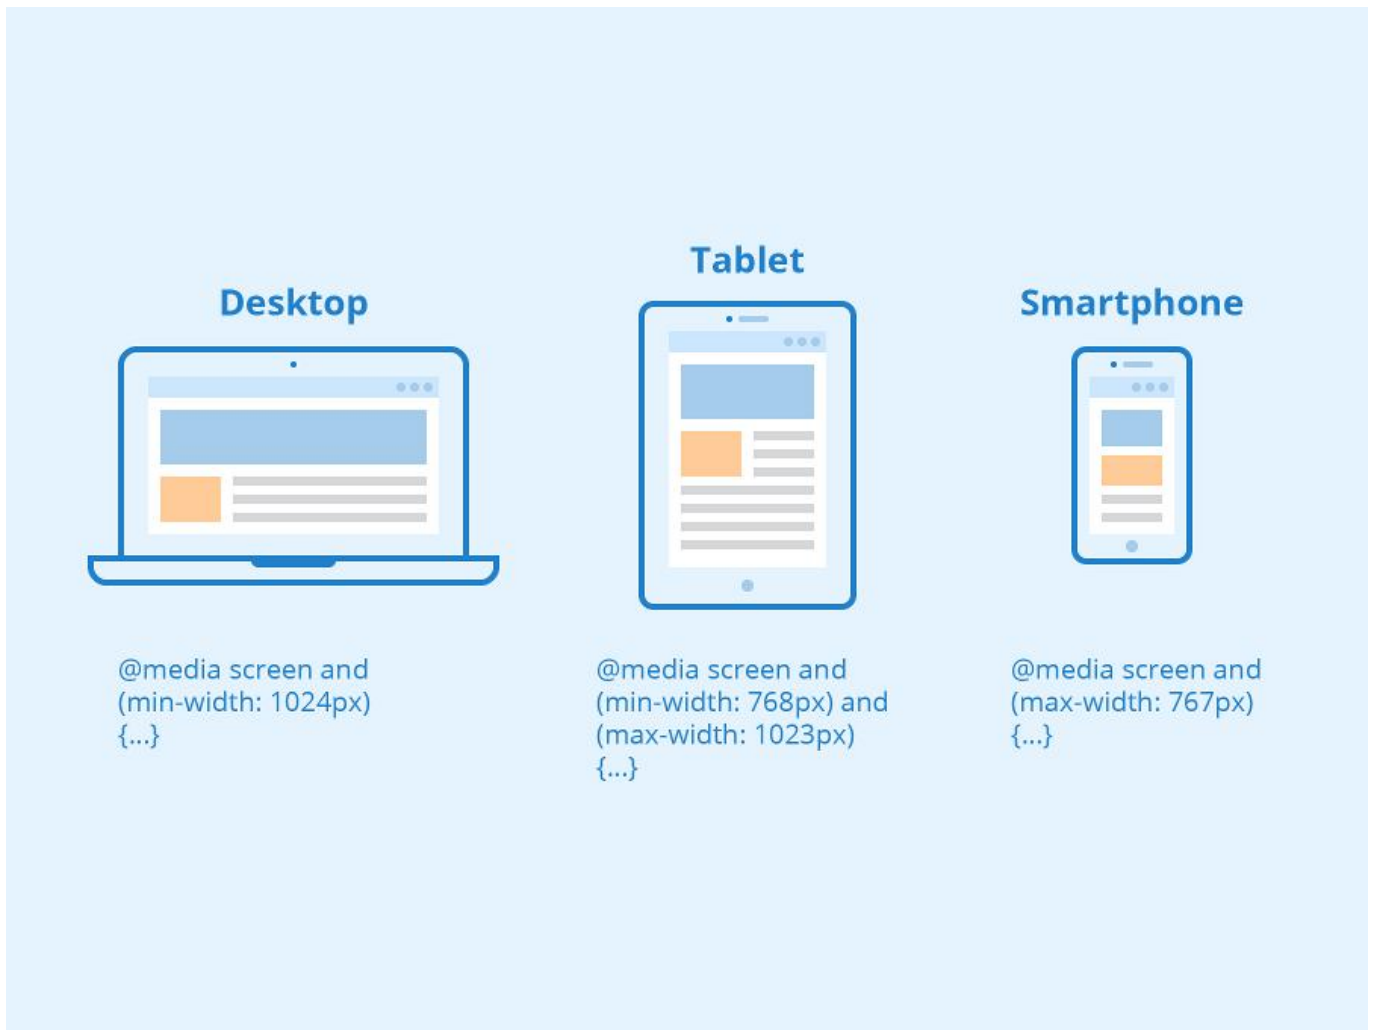 Desktop
@media screen and
(min-width: 1024px)
{...}
Tablet
@media screen and
(min-width: 768px) and
(max-width: 1023px)
{...}
Smartphone
@media screen and
(max-width: 767px)
{...}